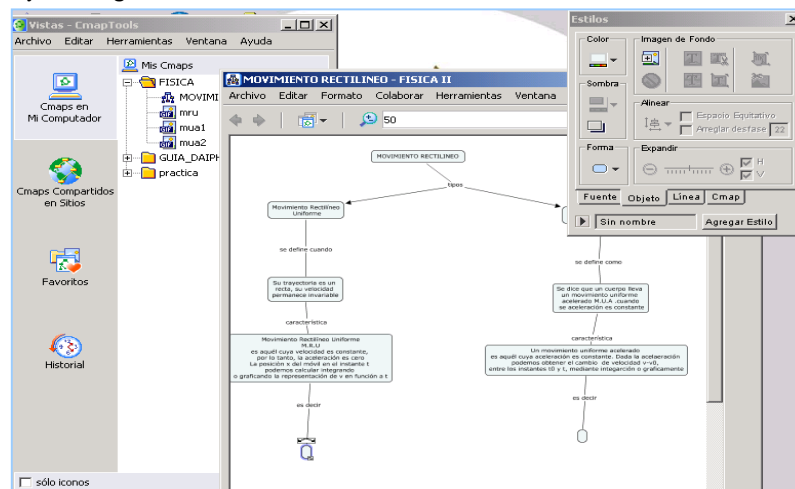 Vistas - CmapTools
Archivo Editar Herramientas Ventana Ayuda
Cmaps en
Mi Computador
Cmaps Compartidos
en Sitios
Favoritos
Historial
sólo iconos
Mis Cmaps
FISICA
MOVIMI
mru
mua1
mua2
GUIA_DAIPH
practica
MOVIMIENTO RECTILINEO - FISICA II
Archivo Editar Formato Colaborar Herramientas Ventana
50
MOVIMIENTO RECTILINEO
tipos
Movimiento Rectilíneo
Uniforme
se define cuando
Su trayectoria es un
recta, su velocidad
permanece invariable
característica
Movimiento Rectilíneo Uniforme
M.R.U
es aquél cuya velocidad es constante,
por lo tanto, la aceleración es cero
La posición x del móvil en el instante t
podemos calcular integrando
o graficando la representación de v en función a t
es decir
se define como
Se dice que un cuerpo lleva
un movimiento uniforme
acelerado M.U.A .cuando
se aceleración es constante
característica
Un movimiento uniforme acelerado
es aquél cuya aceleración es constante. Dada la acelaeración
podemos obtener el cambio de velocidad v-v0,
entre los instantes t0 y t, mediante integarción o graficamente
es decir
Estilos
Color
Imagen de Fondo
Sombra
Alinear
Espacio Equitativo
Arreglar desfase 22
Forma
Expandir
H
V
Fuente Objeto Línea Cmap
Sin nombre
Agregar Estilo